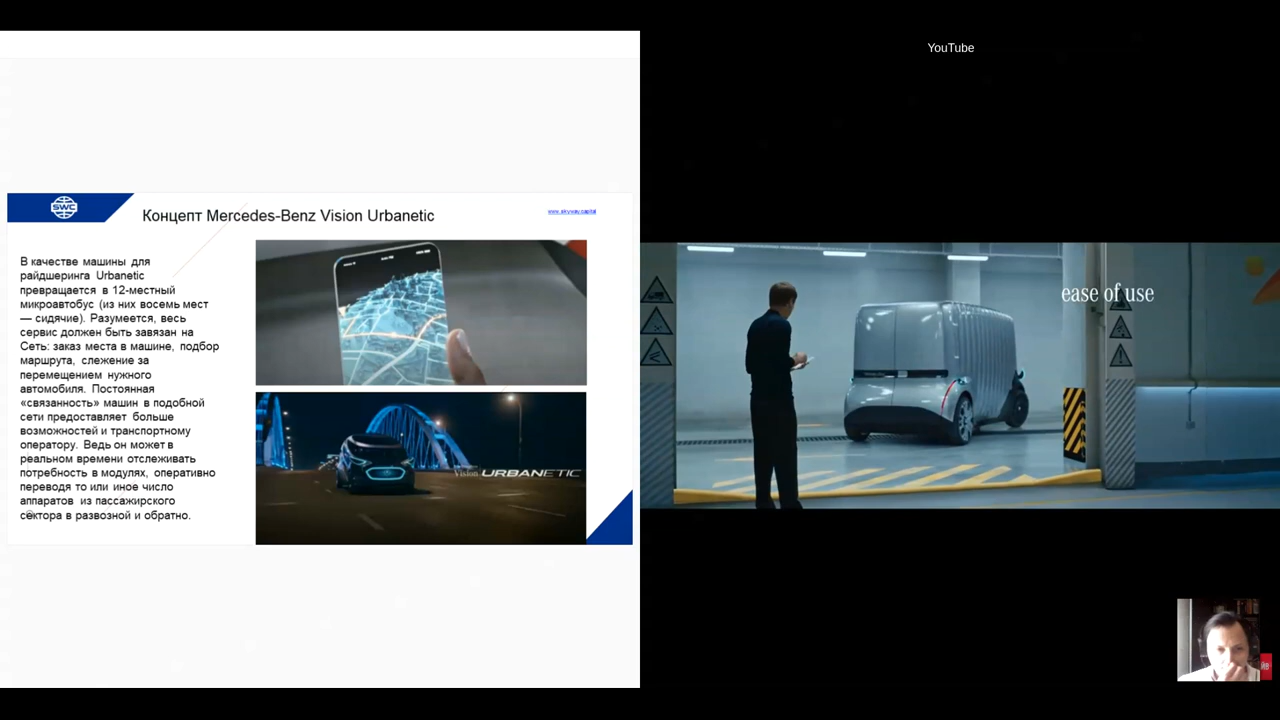 YouTube
SWC
Концепт Mercedes-Benz Vision Urbanetic
www.skyway.capital
В качестве машины для
райдшеринга Urbanetic
превращается в 12-местный
микроавтобус (из них восемь мест
— сидячие). Разумеется, весь
сервис должен быть завязан на
Сеть: заказ места в машине, подбор
маршрута, слежение за
перемещением нужного
автомобиля. Постоянная
«связанность» машин в подобной
сети предоставляет больше
возможностей и транспортному
оператору. Ведь он может в
реальном времени отслеживать
потребность в модулях, оперативно
переводя то или иное число
аппаратов из пассажирского
сектора в развозной и обратно.
Vision URBANETIC
ease of use